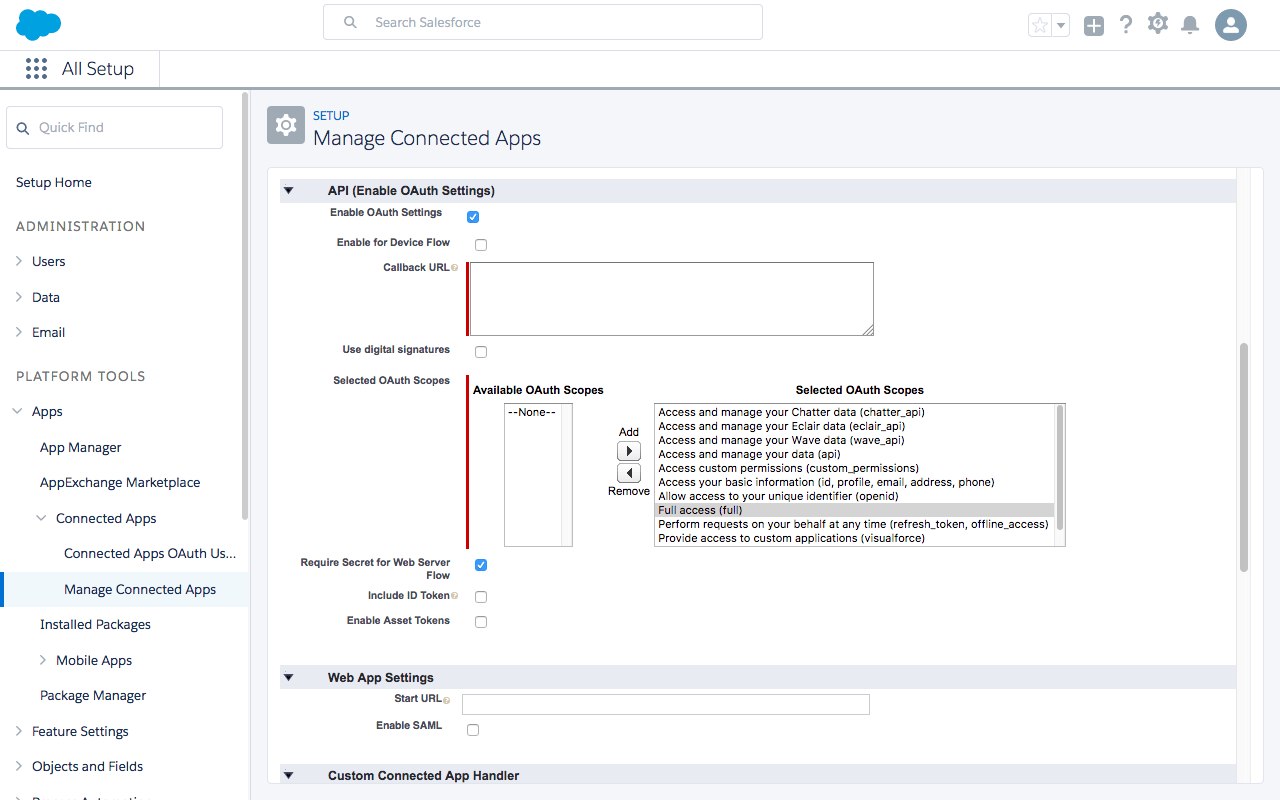 Search Salesforce
All Setup
Quick Find
Setup Home
ADMINISTRATION
Users
Data
Email
PLATFORM TOOLS
Apps
App Manager
AppExchange Marketplace
Connected Apps
Connected Apps OAuth Us...
Manage Connected Apps
Installed Packages
Mobile Apps
Package Manager
Feature Settings
Objects and Fields
SETUP
Manage Connected Apps
API (Enable OAuth Settings)
Enable OAuth Settings
Enable for Device Flow
Callback URL
Use digital signatures
Selected OAuth Scopes
Available OAuth Scopes
--None--
Add
Remove
Selected OAuth Scopes
Access and manage your Chatter data (chatter_api)
Access and manage your Eclair data (eclair_api)
Access and manage your Wave data (wave_api)
Access and manage your data (api)
Access custom permissions (custom_permissions)
Access your basic information (id, profile, email, address, phone)
Allow access to your unique identifier (openid)
Full access (full)
Perform requests on your behalf at any time (refresh_token, offline_access)
Provide access to custom applications (visualforce)
Require Secret for Web Server
Flow
Include ID Token
Enable Asset Tokens
Web App Settings
Start URL
Enable SAML
Custom Connected App Handler